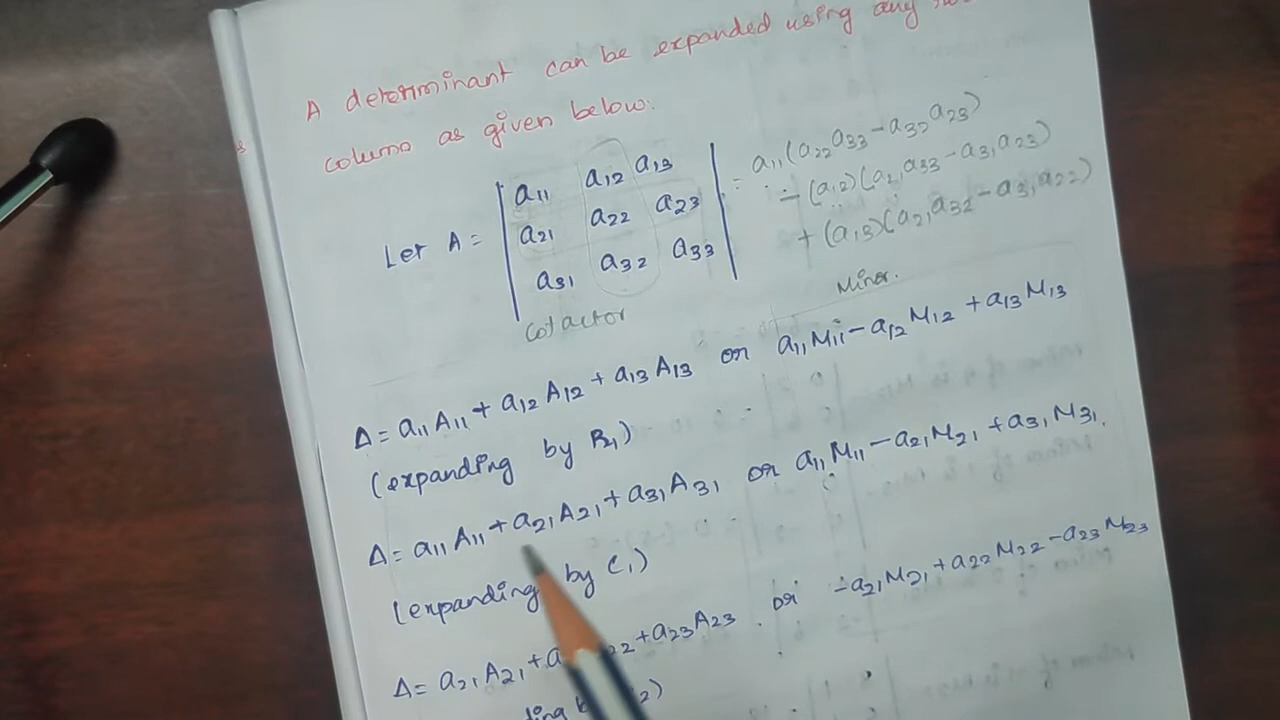 A determinant can be expanded using any
column as given below:
Let A = | a11 a12 a13 | = a11(a22a33 - a32a23)
| a21 a22 a23 | - (a12)(a21a33 - a31a23)
| a31 a32 a33 | + (a13)(a21a32 - a31a22)
Cofactor Minor.
Δ = a11A11 + a12A12 + a13A13 or a11M11 - a12M12 + a13M13
(expanding by R1)
Δ = a11A11 + a21A21 + a31A31 or a11M11 - a21M21 + a31M31.
(expanding by C1)
Δ = a21A21 + a 22 + a23A23. or -a21M21 + a22M22 - a23M23
ding 2)